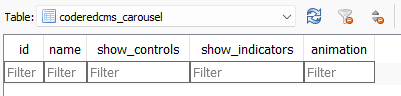 Table: coderedcms_carousel
id name show_controls show_indicators animation
Filter Filter Filter Filter Filter